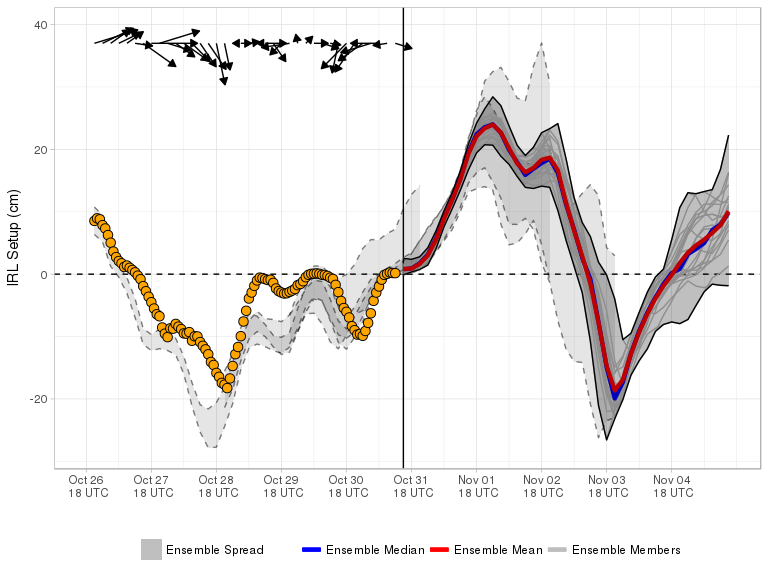 40
20
0
-20
IRL Setup (cm)
Oct 26 Oct 27 Oct 28 Oct 29 Oct 30 Oct 31 Nov 01 Nov 02 Nov 03 Nov 04
18 UTC 18 UTC 18 UTC 18 UTC 18 UTC 18 UTC 18 UTC 18 UTC 18 UTC 18 UTC
Ensemble Spread Ensemble Median Ensemble Mean Ensemble Members